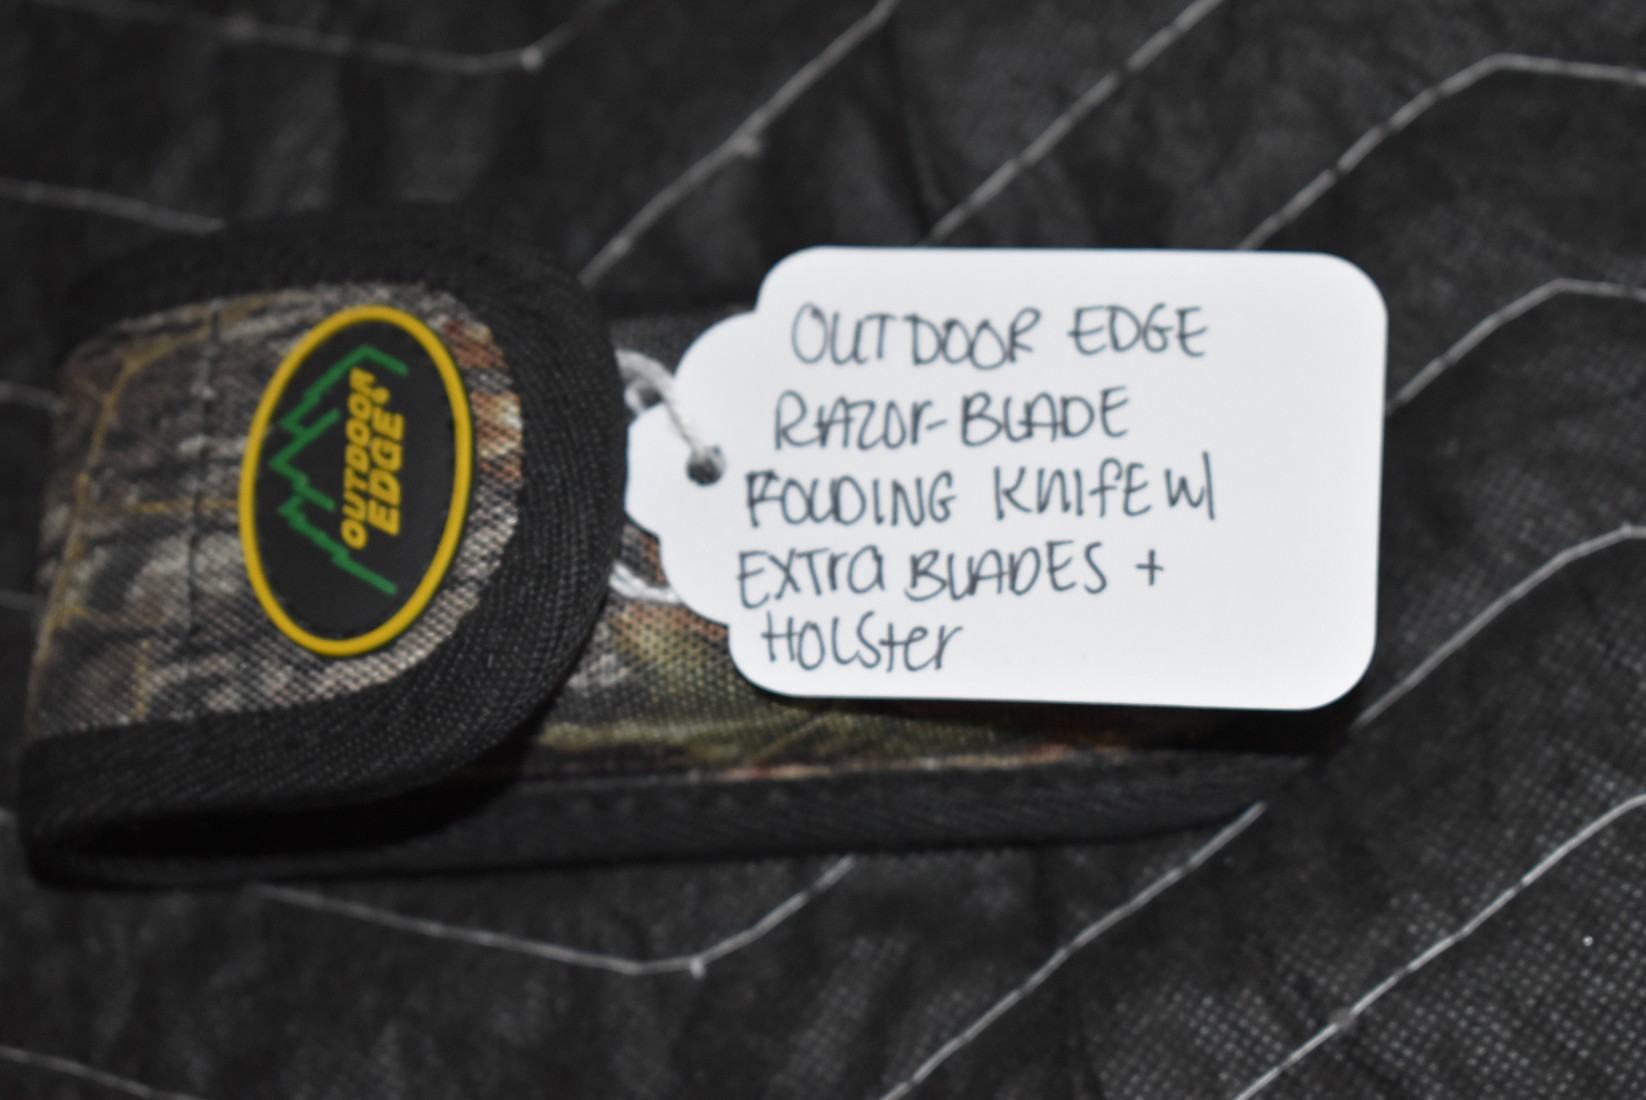 OUTDOOR
EDGE®
OUTDOOR EDGE
RAZOr-BLADE
FOLDING KNIFE W/
EXTra BLADES +
HOLSter